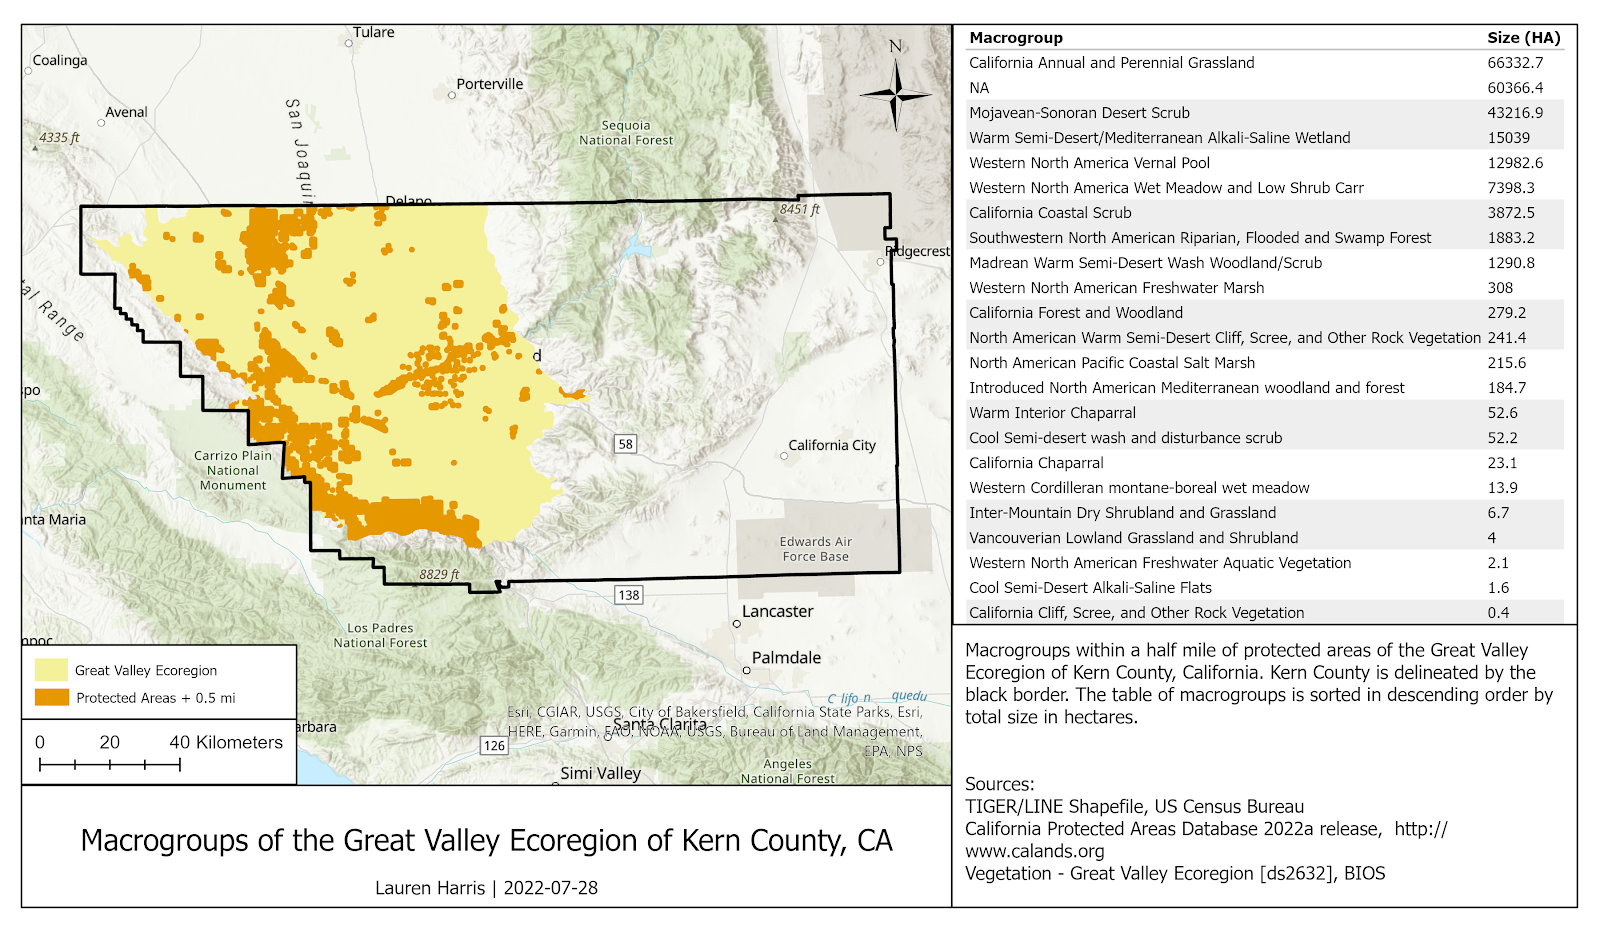 Tulare
Coalinga
Porterville
Avenal
4335 ft
San Joaquin
Sequoia
National Forest
N
Delano
8451 ft
Ridgecrest
tal Range
d
spo
58
California City
Carrizo Plain
National
Monument
nta Maria
Edwards Air
Force Base
8829 ft
138
Lancaster
Los Padres
National Forest
Palmdale
mpoc
C lifo n quedu
Great Valley Ecoregion
Protected Areas + 0.5 mi
Esri, CGIAR, USGS, City of Bakersfield, California State Parks, Esri,
HERE, Garmin, FAO, NOAA, USGS, Bureau of Land Management,
EPA, NPS
Santa Clarita
arbara
0 20 40 Kilometers
126
Simi Valley
Angeles
National Forest
Macrogroups of the Great Valley Ecoregion of Kern County, CA
Lauren Harris | 2022-07-28
Macrogroup Size (HA)
California Annual and Perennial Grassland 66332.7
NA 60366.4
Mojavean-Sonoran Desert Scrub 43216.9
Warm Semi-Desert/Mediterranean Alkali-Saline Wetland 15039
Western North America Vernal Pool 12982.6
Western North America Wet Meadow and Low Shrub Carr 7398.3
California Coastal Scrub 3872.5
Southwestern North American Riparian, Flooded and Swamp Forest 1883.2
Madrean Warm Semi-Desert Wash Woodland/Scrub 1290.8
Western North American Freshwater Marsh 308
California Forest and Woodland 279.2
North American Warm Semi-Desert Cliff, Scree, and Other Rock Vegetation 241.4
North American Pacific Coastal Salt Marsh 215.6
Introduced North American Mediterranean woodland and forest 184.7
Warm Interior Chaparral 52.6
Cool Semi-desert wash and disturbance scrub 52.2
California Chaparral 23.1
Western Cordilleran montane-boreal wet meadow 13.9
Inter-Mountain Dry Shrubland and Grassland 6.7
Vancouverian Lowland Grassland and Shrubland 4
Western North American Freshwater Aquatic Vegetation 2.1
Cool Semi-Desert Alkali-Saline Flats 1.6
California Cliff, Scree, and Other Rock Vegetation 0.4
Macrogroups within a half mile of protected areas of the Great Valley
Ecoregion of Kern County, California. Kern County is delineated by the
black border. The table of macrogroups is sorted in descending order by
total size in hectares.
Sources:
TIGER/LINE Shapefile, US Census Bureau
California Protected Areas Database 2022a release, http://
www.calands.org
Vegetation - Great Valley Ecoregion [ds2632], BIOS